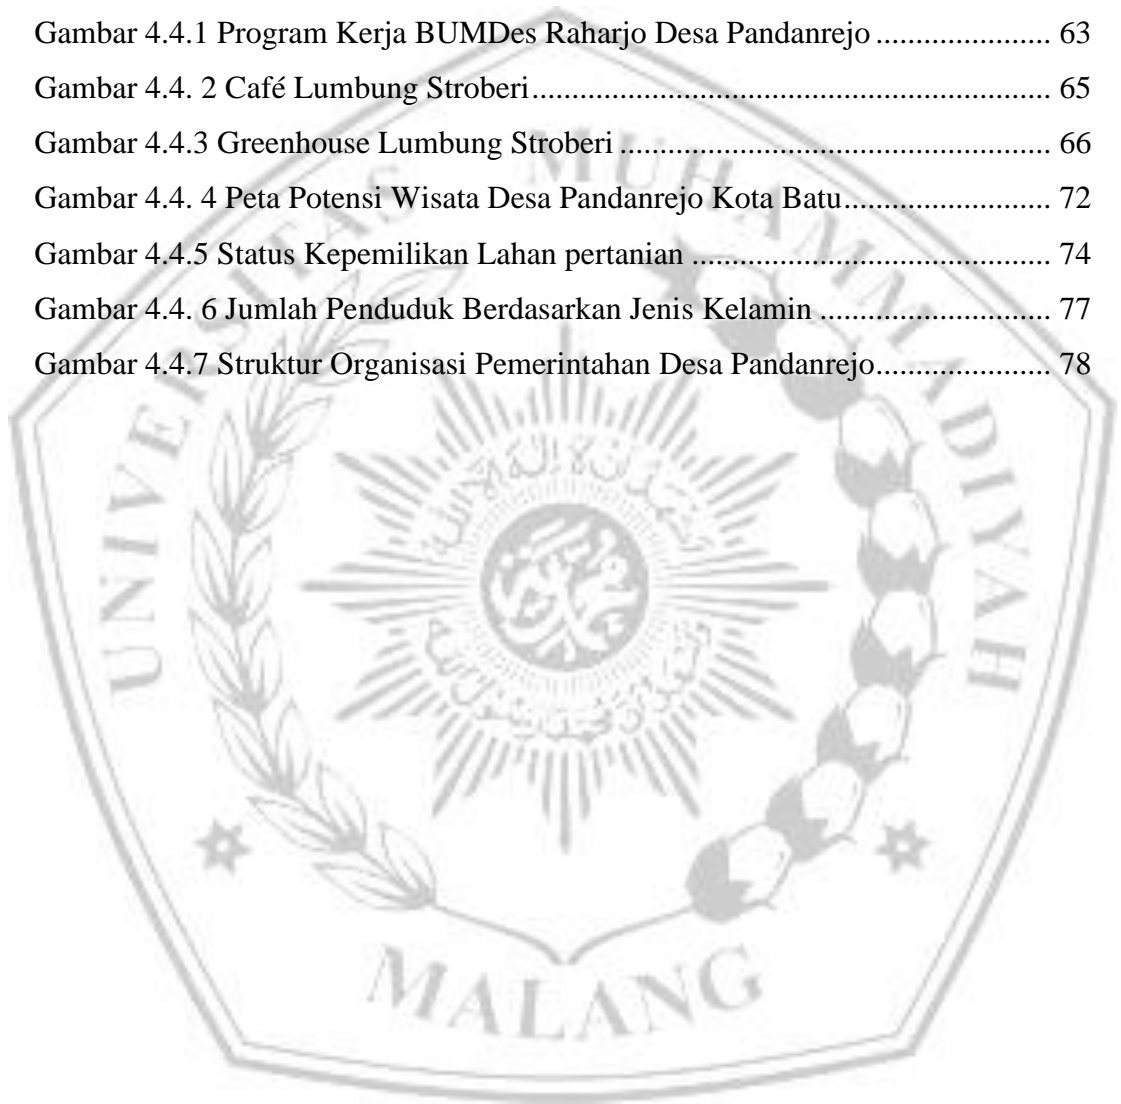 Gambar 4.4.1 Program Kerja BUMDes Raharjo Desa Pandanrejo ..................... 63
Gambar 4.4. 2 Café Lumbung Stroberi .............................................................. 65
Gambar 4.4.3 Greenhouse Lumbung Stroberi ................................................... 66
Gambar 4.4. 4 Peta Potensi Wisata Desa Pandanrejo Kota Batu ......................... 72
Gambar 4.4.5 Status Kepemilikan Lahan pertanian ........................................... 74
Gambar 4.4. 6 Jumlah Penduduk Berdasarkan Jenis Kelamin ............................ 77
Gambar 4.4.7 Struktur Organisasi Pemerintahan Desa Pandanrejo ..................... 78
UNIVERSITAS MUHAMMADIYAH
MALANG